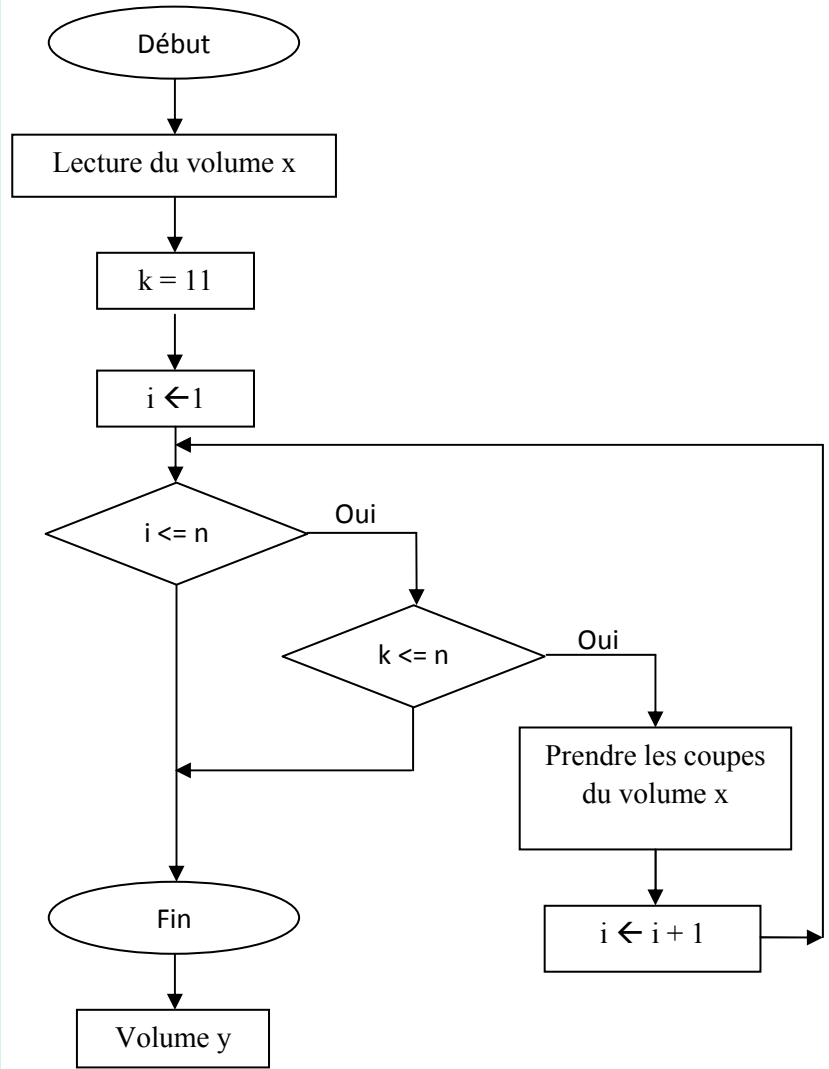 Début
Lecture du volume x
k = 11
i ←1
i <= n
Oui
k <= n
Oui
Prendre les coupes
du volume x
i ← i + 1
Fin
Volume y